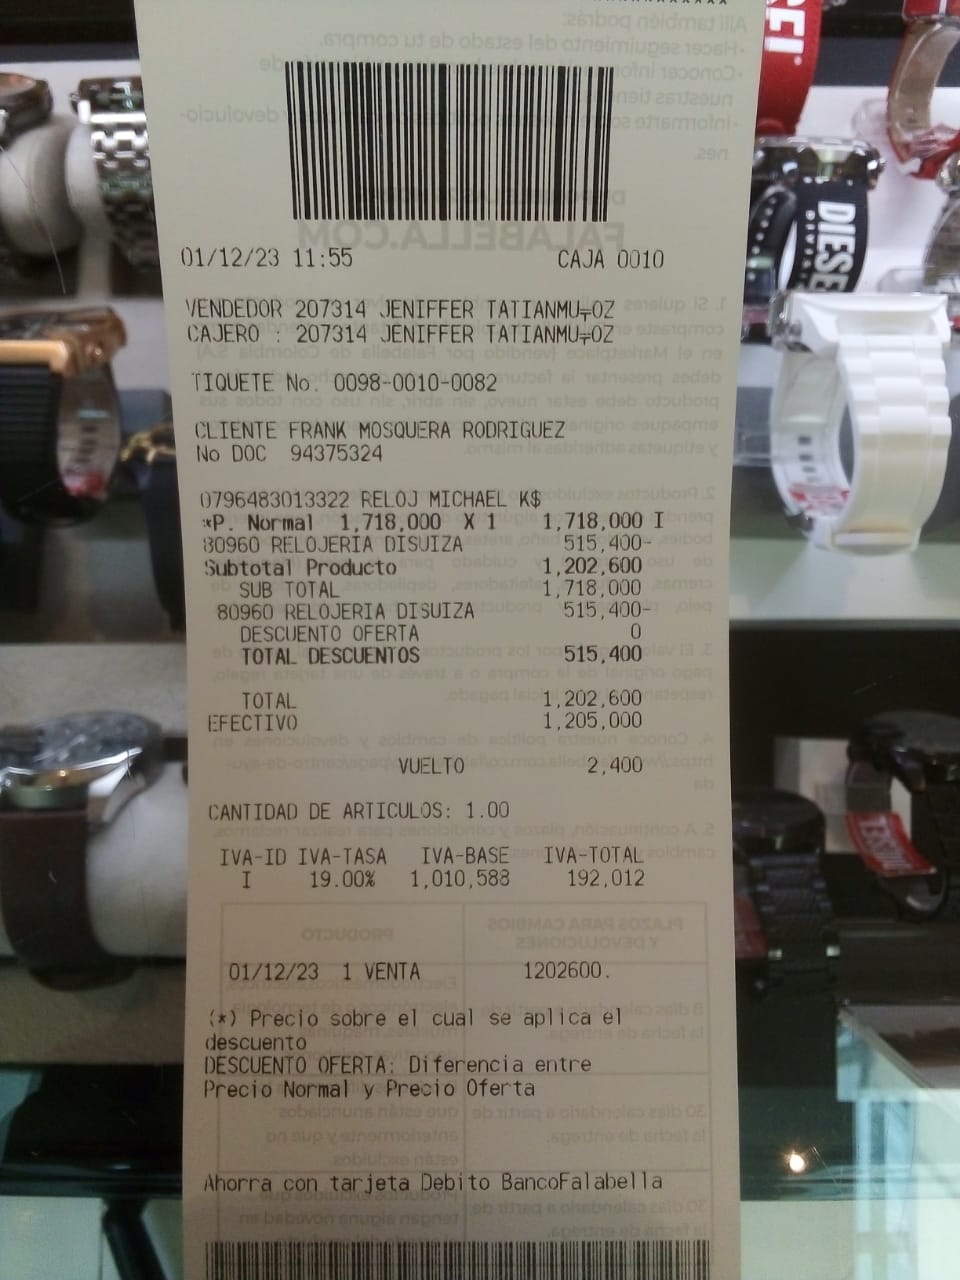 01/12/23 11:55 CAJA 0010
VENDEDOR 207314 JENIFFER TATIANMU╤OZ
CAJERO : 207314 JENIFFER TATIANMU╤OZ
TIQUETE No. 0098-0010-0082
CLIENTE FRANK MOSQUERA RODRIGUEZ
No DOC 94375324
0796483013322 RELOJ MICHAEL K$
*P. Normal 1,718,000 X 1 1,718,000 I
80960 RELOJERIA DISUIZA 515,400-
Subtotal Producto 1,202,600
SUB TOTAL 1,718,000
80960 RELOJERIA DISUIZA 515,400-
DESCUENTO OFERTA 0
TOTAL DESCUENTOS 515,400
TOTAL 1,202,600
EFECTIVO 1,205,000
VUELTO 2,400
CANTIDAD DE ARTICULOS: 1.00
IVA-ID IVA-TASA IVA-BASE IVA-TOTAL
I 19.00% 1,010,588 192,012
01/12/23 1 VENTA 1202600.
(*) Precio sobre el cual se aplica el
descuento
DESCUENTO OFERTA: Diferencia entre
Precio Normal y Precio Oferta
Ahorra con tarjeta Debito BancoFalabella
DIESEL